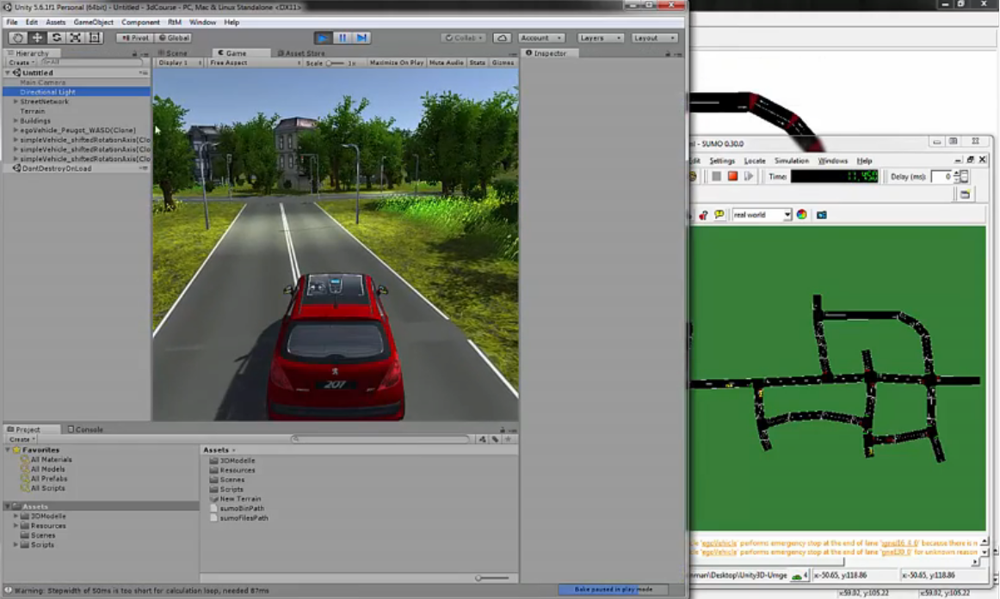 Unity 5.6.1f1 Personal (64bit) - Untitled - 3dCourse - PC, Mac & Linux Standalone <DX11>
File Edit Assets GameObject Component RtM Window Help
Pivot Global Collab Account Layers Layout
Hierarchy Scene Game Asset Store Inspector
Create All Display 1 Free Aspect Scale 1x Maximize On Play Mute Audio Stats Gizmos
Untitled
Main Camera
Directional Light
StreetNetwork
Terrain
Buildings
egoVehicle_Peugot_WASD(Clone)
simpleVehicle_shiftedRotationAxis(Clo
simpleVehicle_shiftedRotationAxis(Clo
simpleVehicle_shiftedRotationAxis(Clo
DontDestroyOnLoad
207
- SUMO 0.30.0
Settings Locate Simulation Windows Help
Time: Delay (ms): 0
real world
Project Console
Create
Favorites
All Materials
All Models
All Prefabs
All Scripts
Assets
3DModelle
Resources
Scenes
Scripts
Assets
3DModelle
Resources
Scenes
Scripts
New Terrain
sumoBinPath
sumoFilesPath
'egoVehicle' performs emergency stop at the end of lane because there is n
'egoVehicle' performs emergency stop at the end of lane for unknown reason
nman\Desktop\Unity3D-Umge 4 x:-50.65, y:118.86 x:-50.65, y:118.86
x:59.02, y:105.22 x:59.02, y:105.22
Warning: Stepwidth of 50ms is too short for calculation loop, needed 87ms
Bake paused in play mode